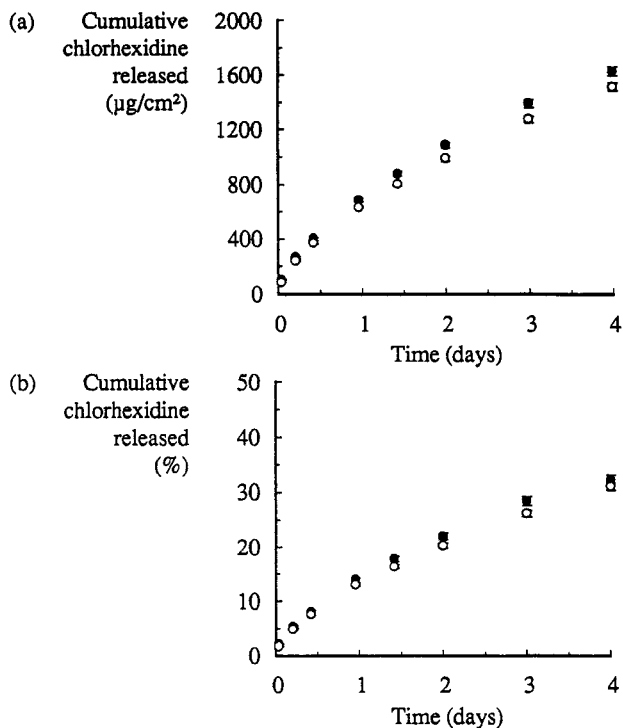 (a) Cumulative
chlorhexidine
released
(µg/cm²)
2000
1600
1200
800
400
0
0 1 2 3 4
Time (days)
(b) Cumulative
chlorhexidine
released
(%)
50
40
30
20
10
0
0 1 2 3 4
Time (days)